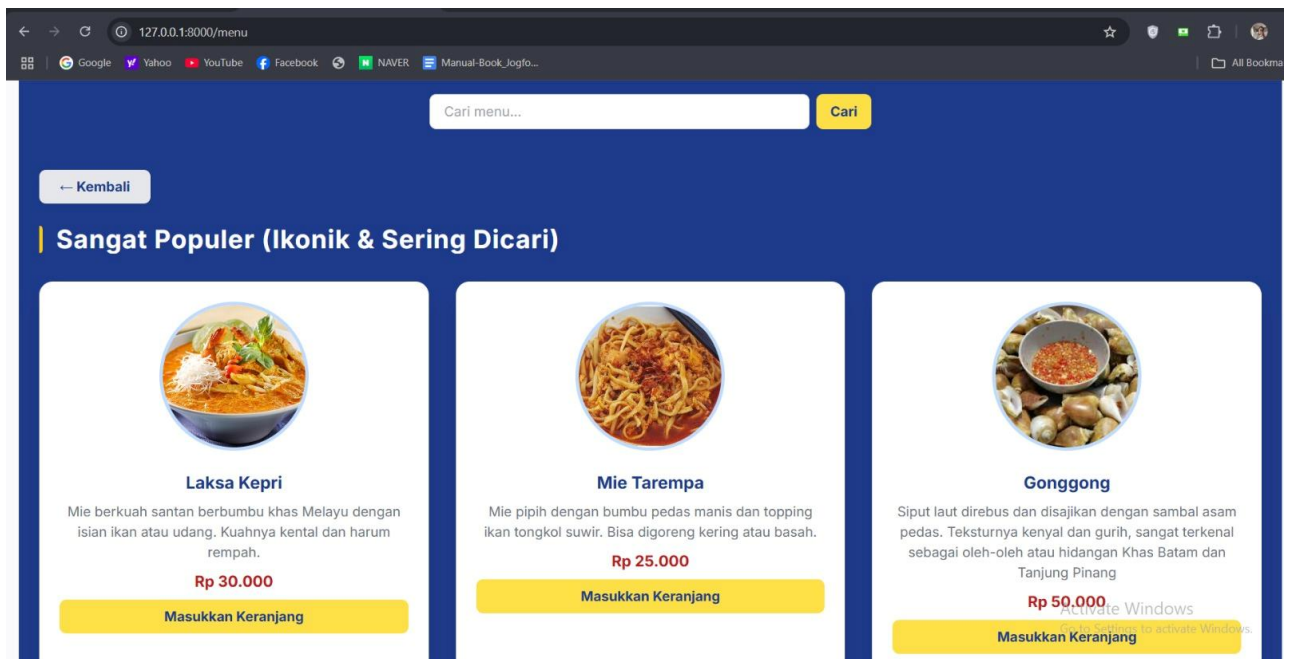 127.0.0.1:8000/menu
Google Yahoo YouTube Facebook NAVER Manual-Book_Jogfo... All Bookma
Cari menu... Cari
← Kembali
Sangat Populer (Ikonik & Sering Dicari)
Laksa Kepri
Mie berkuah santan berbumbu khas Melayu dengan
isian ikan atau udang. Kuahnya kental dan harum
rempah.
Rp 30.000
Masukkan Keranjang
Mie Tarempa
Mie pipih dengan bumbu pedas manis dan topping
ikan tongkol suwir. Bisa digoreng kering atau basah.
Rp 25.000
Masukkan Keranjang
Gonggong
Siput laut direbus dan disajikan dengan sambal asam
pedas. Teksturnya kenyal dan gurih, sangat terkenal
sebagai oleh-oleh atau hidangan Khas Batam dan
Tanjung Pinang
Rp 50.000
Masukkan Keranjang
Activate Windows
Go to Settings to activate Windows.